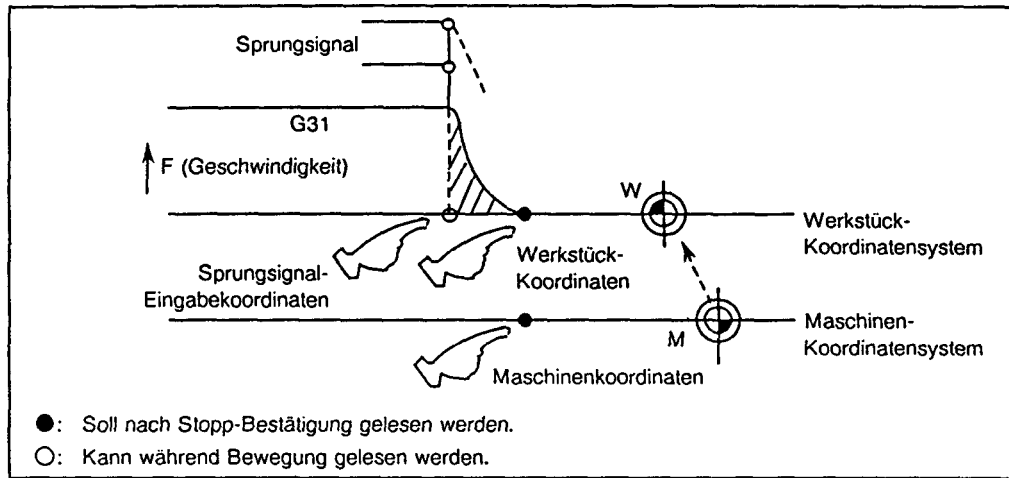 Sprungsignal
G31
F (Geschwindigkeit)
W
Werkstück-
Koordinatensystem
Sprungsignal-
Eingabekoordinaten
Werkstück-
Koordinaten
M
Maschinen-
Koordinatensystem
Maschinenkoordinaten
●: Soll nach Stopp-Bestätigung gelesen werden.
○: Kann während Bewegung gelesen werden.